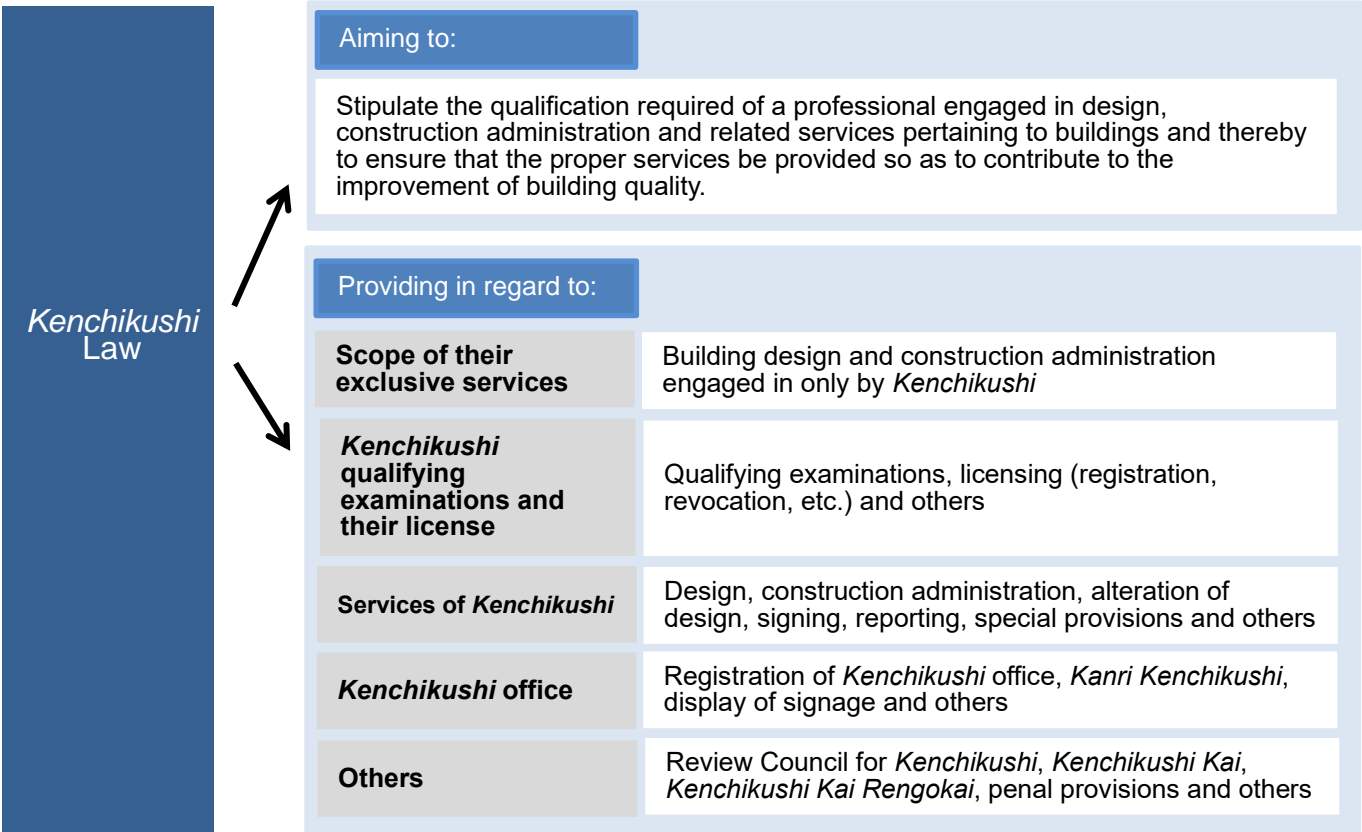 Kenchikushi
Law
Aiming to:
Stipulate the qualification required of a professional engaged in design,
construction administration and related services pertaining to buildings and thereby
to ensure that the proper services be provided so as to contribute to the
improvement of building quality.
Providing in regard to:
Scope of their
exclusive services
Building design and construction administration
engaged in only by Kenchikushi
Kenchikushi
qualifying
examinations and
their license
Qualifying examinations, licensing (registration,
revocation, etc.) and others
Services of Kenchikushi
Design, construction administration, alteration of
design, signing, reporting, special provisions and others
Kenchikushi office
Registration of Kenchikushi office, Kanri Kenchikushi,
display of signage and others
Others
Review Council for Kenchikushi, Kenchikushi Kai,
Kenchikushi Kai Rengokai, penal provisions and others